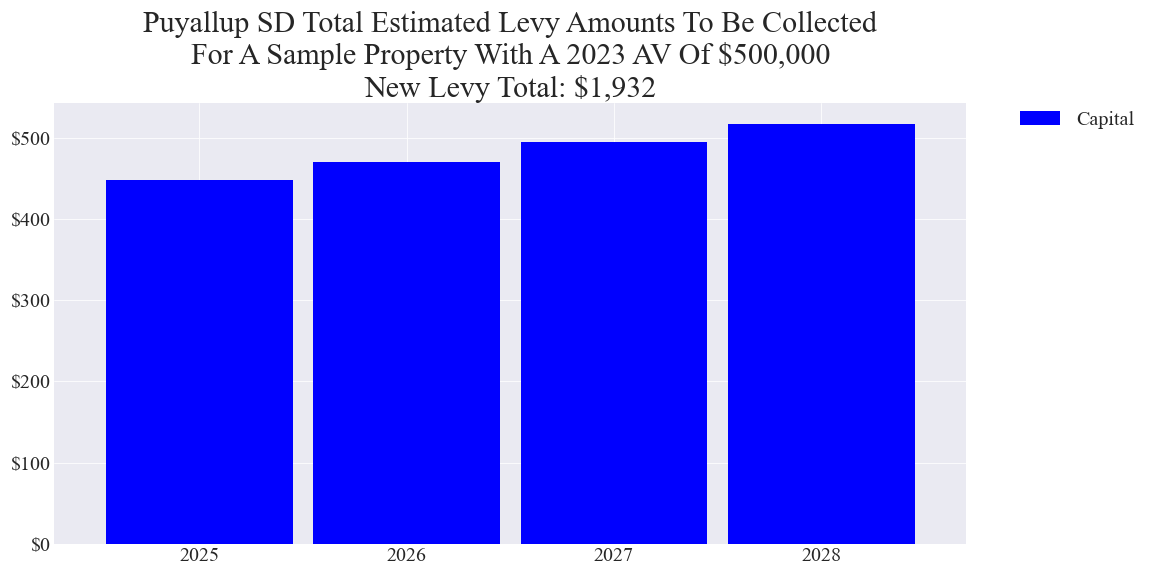 Puyallup SD Total Estimated Levy Amounts To Be Collected
For A Sample Property With A 2023 AV Of $500,000
New Levy Total: $1,932
Capital
$500
$400
$300
$200
$100
$0
2025 2026 2027 2028